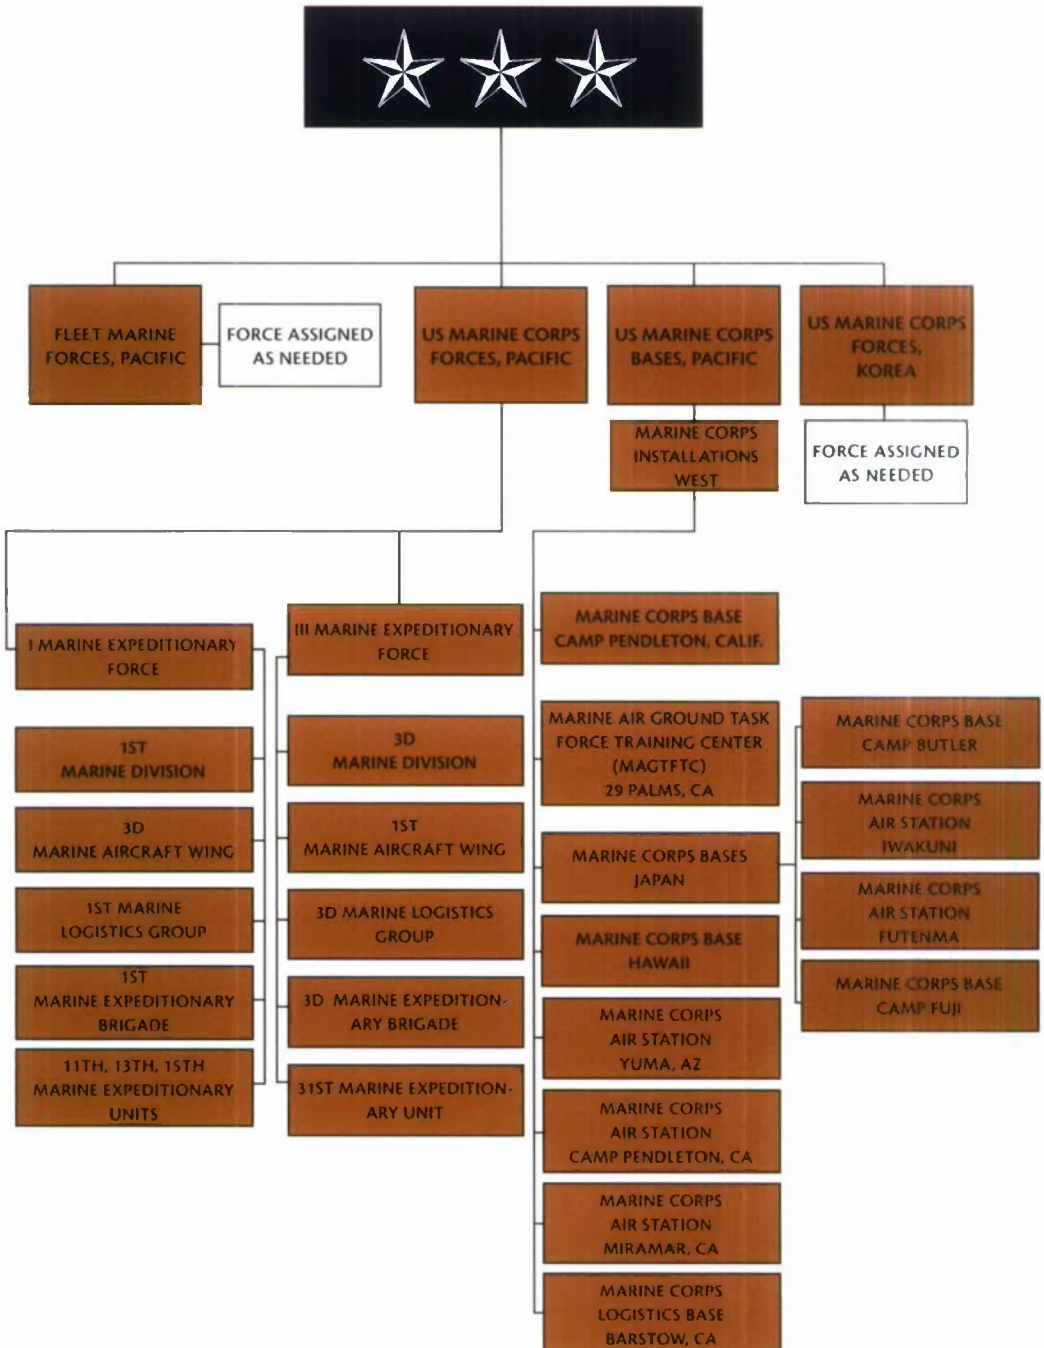 FLEET MARINE
FORCES, PACIFIC
FORCE ASSIGNED
AS NEEDED
US MARINE CORPS
FORCES, PACIFIC
US MARINE CORPS
BASES, PACIFIC
US MARINE CORPS
FORCES,
KOREA
MARINE CORPS
INSTALLATIONS
WEST
FORCE ASSIGNED
AS NEEDED
I MARINE EXPEDITIONARY
FORCE
1ST
MARINE DIVISION
3D
MARINE AIRCRAFT WING
1ST MARINE
LOGISTICS GROUP
1ST
MARINE EXPEDITIONARY
BRIGADE
11TH, 13TH, 15TH
MARINE EXPEDITIONARY
UNITS
III MARINE EXPEDITIONARY
FORCE
3D
MARINE DIVISION
1ST
MARINE AIRCRAFT WING
3D MARINE LOGISTICS
GROUP
3D MARINE EXPEDITION-
ARY BRIGADE
31ST MARINE EXPEDITION-
ARY UNIT
MARINE CORPS BASE
CAMP PENDLETON, CALIF.
MARINE AIR GROUND TASK
FORCE TRAINING CENTER
(MAGTFTC)
29 PALMS, CA
MARINE CORPS BASES
JAPAN
MARINE CORPS BASE
HAWAII
MARINE CORPS
AIR STATION
YUMA, AZ
MARINE CORPS
AIR STATION
CAMP PENDLETON, CA
MARINE CORPS
AIR STATION
MIRAMAR, CA
MARINE CORPS
LOGISTICS BASE
BARSTOW, CA
MARINE CORPS BASE
CAMP BUTLER
MARINE CORPS
AIR STATION
IWAKUNI
MARINE CORPS
AIR STATION
FUTENMA
MARINE CORPS BASE
CAMP FUJI